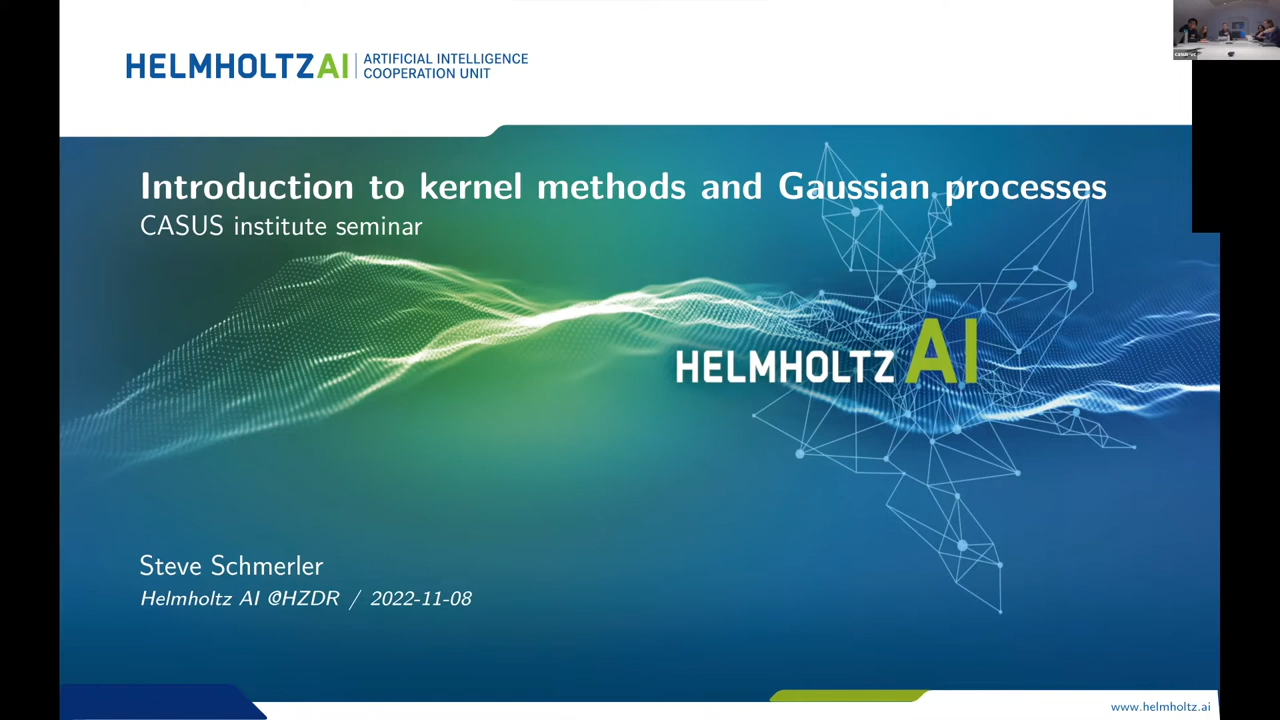 HELMHOLTZAI
ARTIFICIAL INTELLIGENCE
COOPERATION UNIT
Introduction to kernel methods and Gaussian processes
CASUS institute seminar
HELMHOLTZ AI
Steve Schmerler
Helmholtz AI @HZDR / 2022-11-08
www.helmholtz.ai